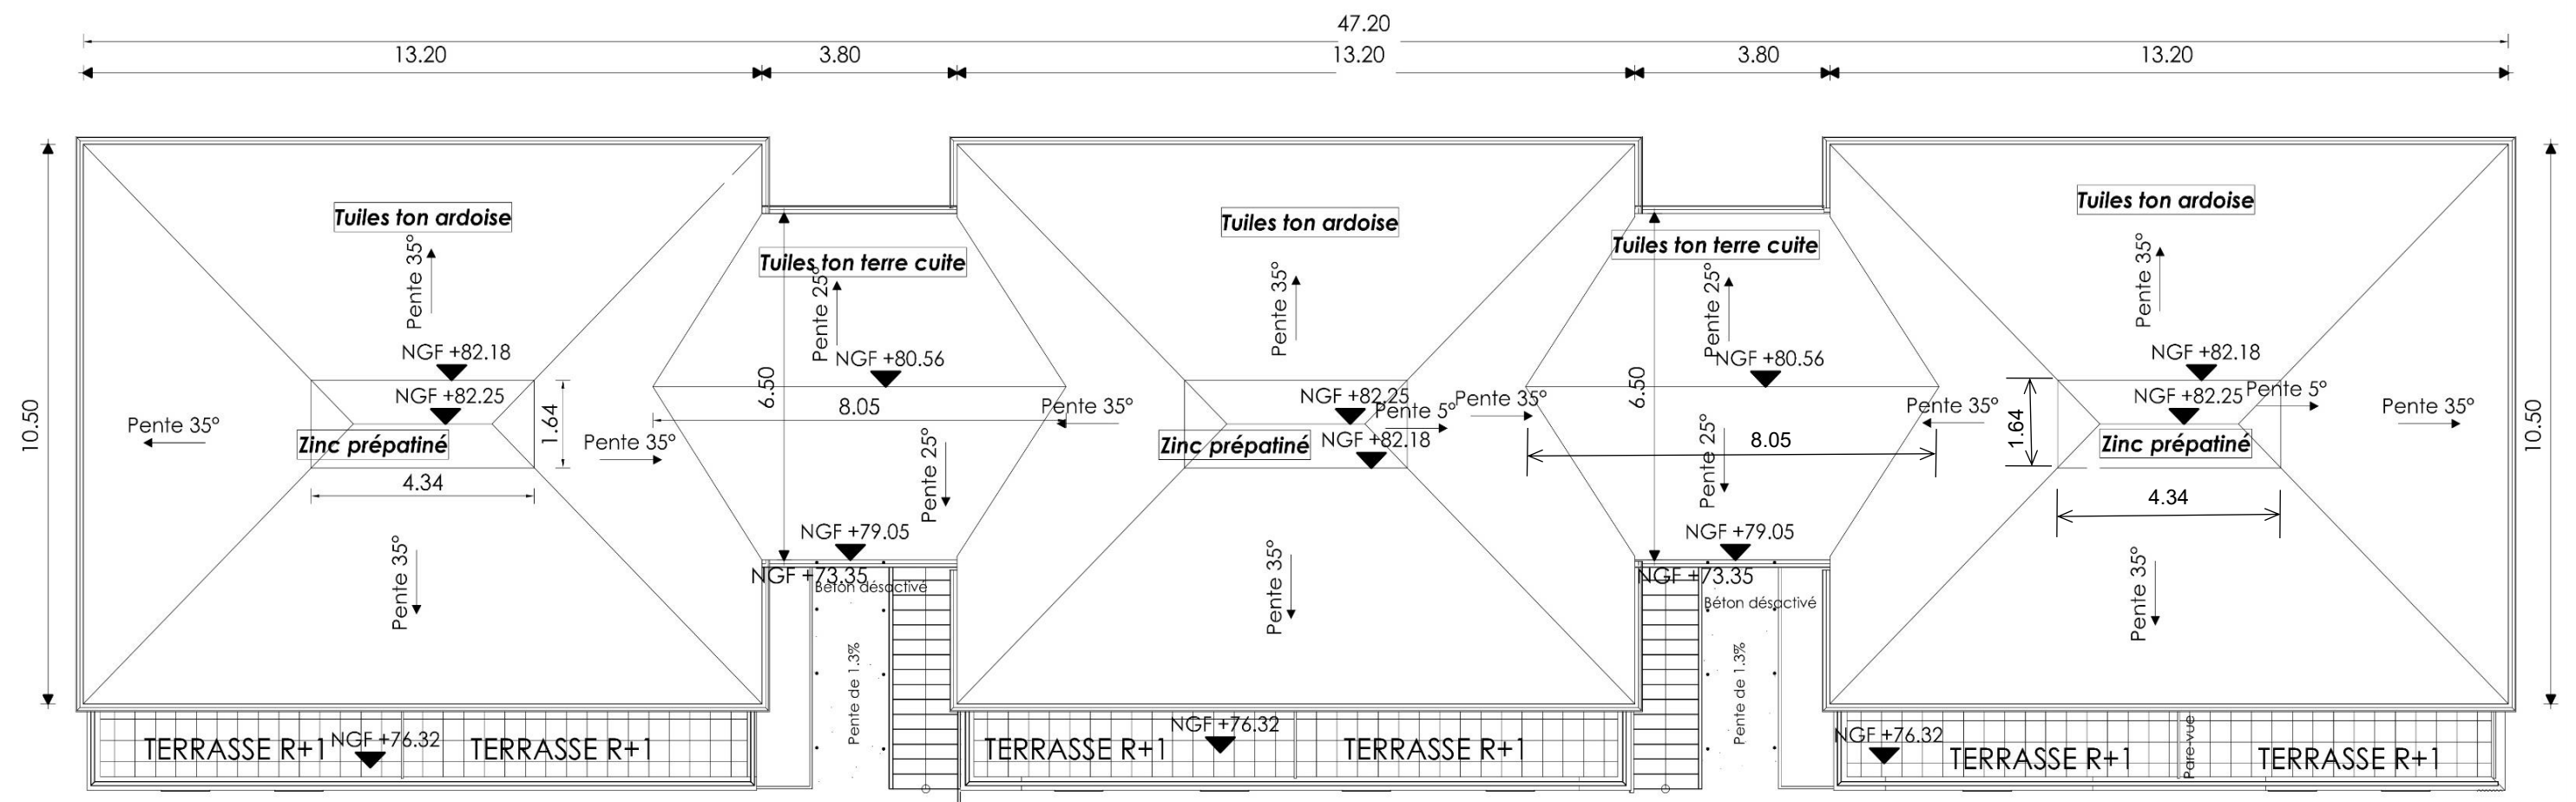 47.20
13.20
3.80
13.20
3.80
13.20
10.50
Tuiles ton ardoise
Pente 35°
NGF +82.18
NGF +82.25
Zinc prépatiné
1.64
4.34
Pente 35°
Pente 35°
Pente 35°
Tuiles ton terre cuite
Pente 25°
NGF +80.56
6.50
8.05
Pente 25°
NGF +79.05
NGF +73.35
Béton désactivé
Pente de 1.3%
Tuiles ton ardoise
Pente 35°
NGF +82.25
Pente 35°
Pente 5°
Pente 35°
NGF +82.18
Zinc prépatiné
Pente 35°
Tuiles ton terre cuite
Pente 25°
NGF +80.56
6.50
8.05
Pente 25°
NGF +79.05
NGF +73.35
Béton désactivé
Pente de 1.3%
Tuiles ton ardoise
Pente 35°
NGF +82.18
NGF +82.25
Pente 5°
Pente 35°
Pente 35°
Zinc prépatiné
1.64
4.34
Pente 35°
10.50
TERRASSE R+1
NGF +76.32
TERRASSE R+1
TERRASSE R+1
NGF +76.32
TERRASSE R+1
NGF +76.32
TERRASSE R+1
Pare-vue
TERRASSE R+1